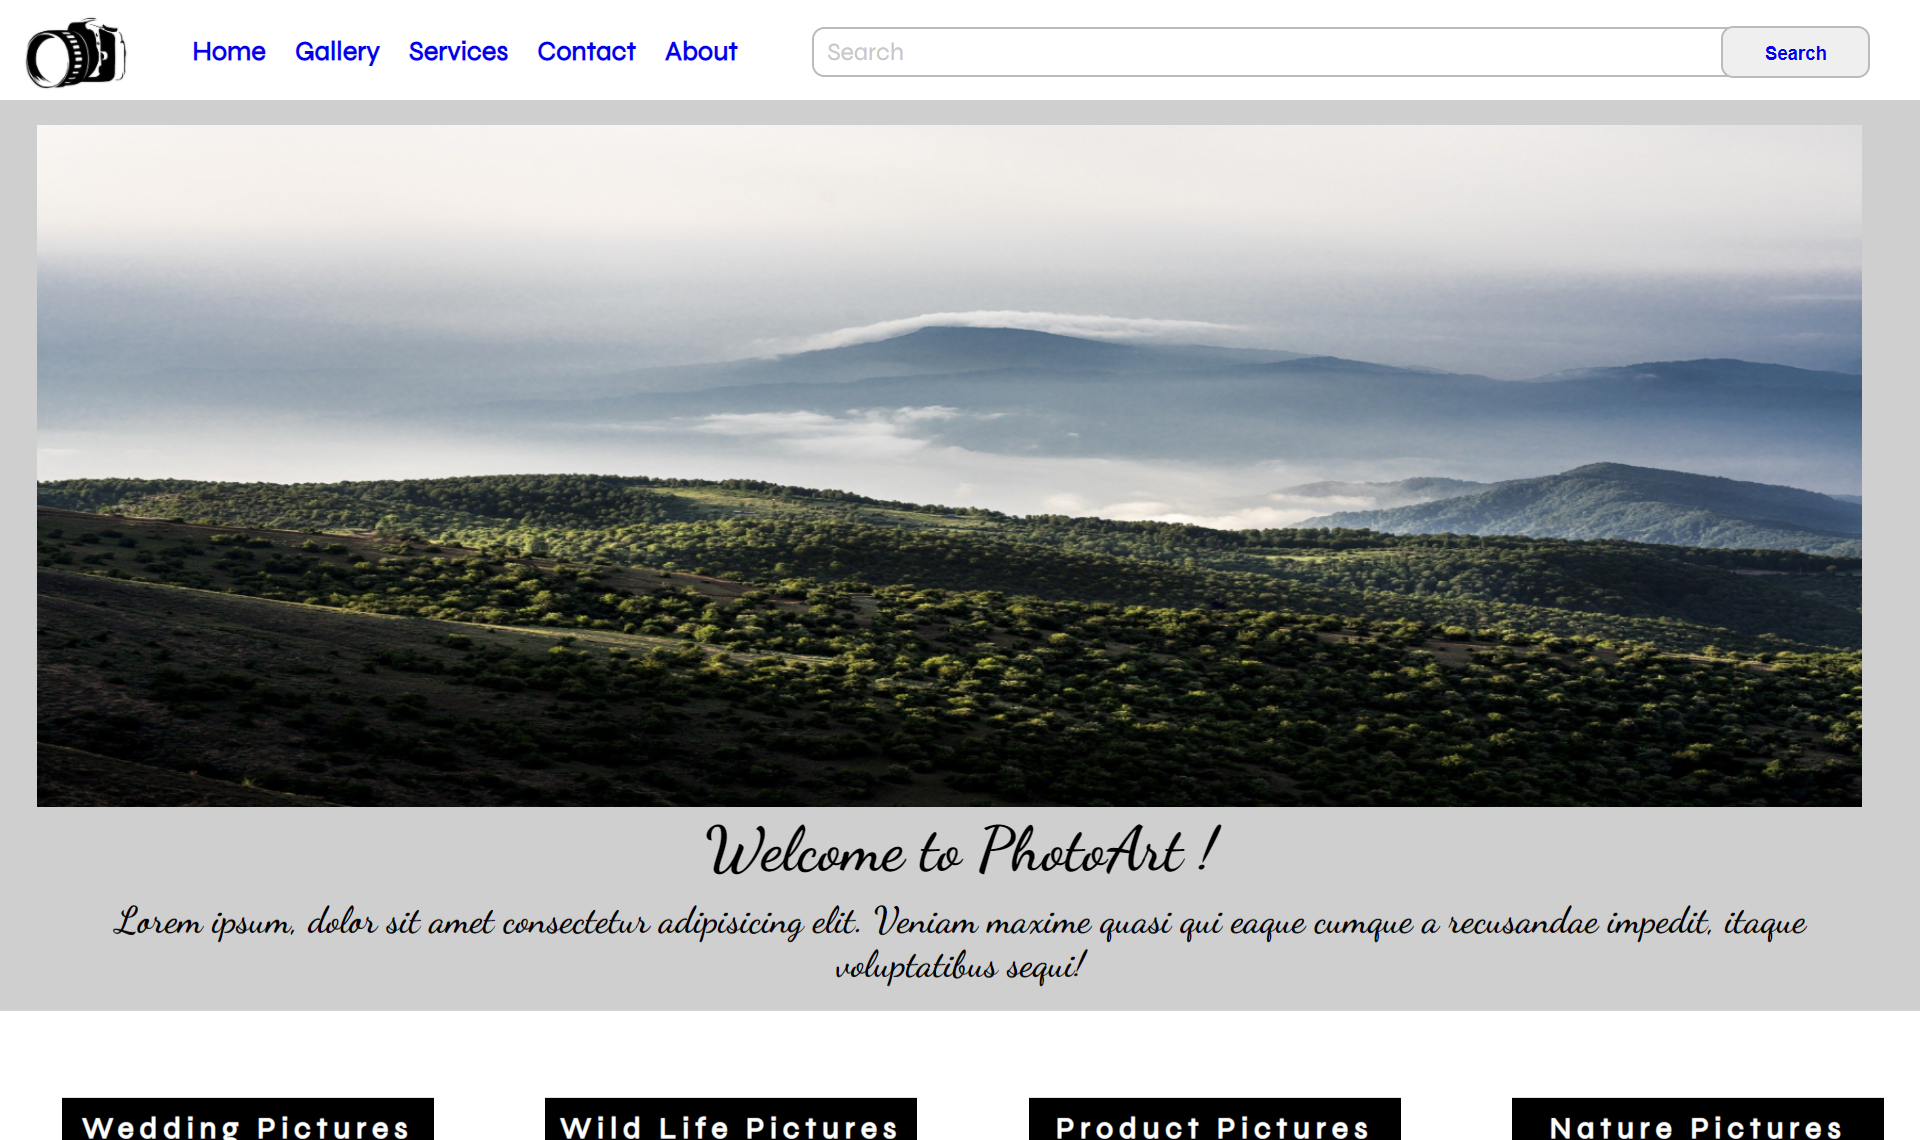 Home Gallery Services Contact About Search Search
Welcome to PhotoArt !
Lorem ipsum, dolor sit amet consectetur adipisicing elit. Veniam maxime quasi qui eaque cumque a recusandae impedit, itaque
voluptatibus sequi!
Wedding Pictures Wild Life Pictures Product Pictures Nature Pictures